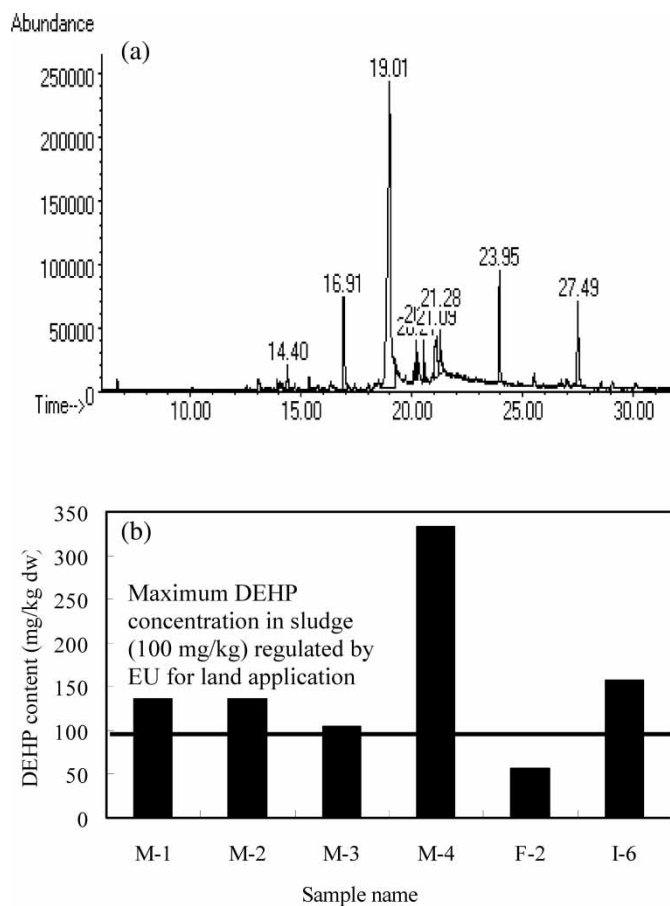 Abundance
(a)
19.01
250000
200000
150000
100000
50000
0
16.91
23.95
27.49
21.28
21.09
14.40
Time-->
10.00 15.00 20.00 25.00 30.00
(b)
350
300
250
200
150
100
50
0
DEHP content (mg/kg dw)
Maximum DEHP
concentration in sludge
(100 mg/kg) regulated by
EU for land application
M-1 M-2 M-3 M-4 F-2 I-6
Sample name